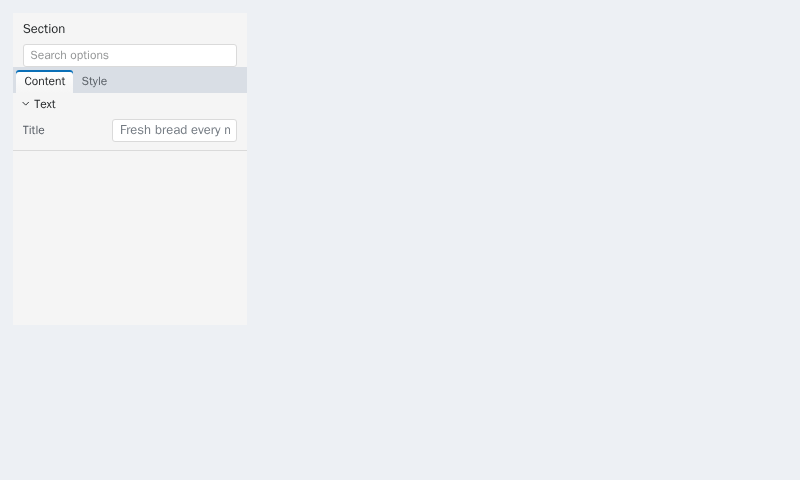 Section
Search options
Content Style
Text
Title Fresh bread every